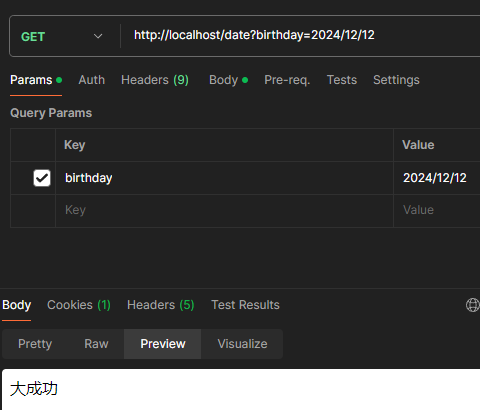 GET http://localhost/date?birthday=2024/12/12
Params Auth Headers (9) Body Pre-req. Tests Settings
Query Params
Key Value
birthday 2024/12/12
Key Value
Body Cookies (1) Headers (5) Test Results
Pretty Raw Preview Visualize
大成功